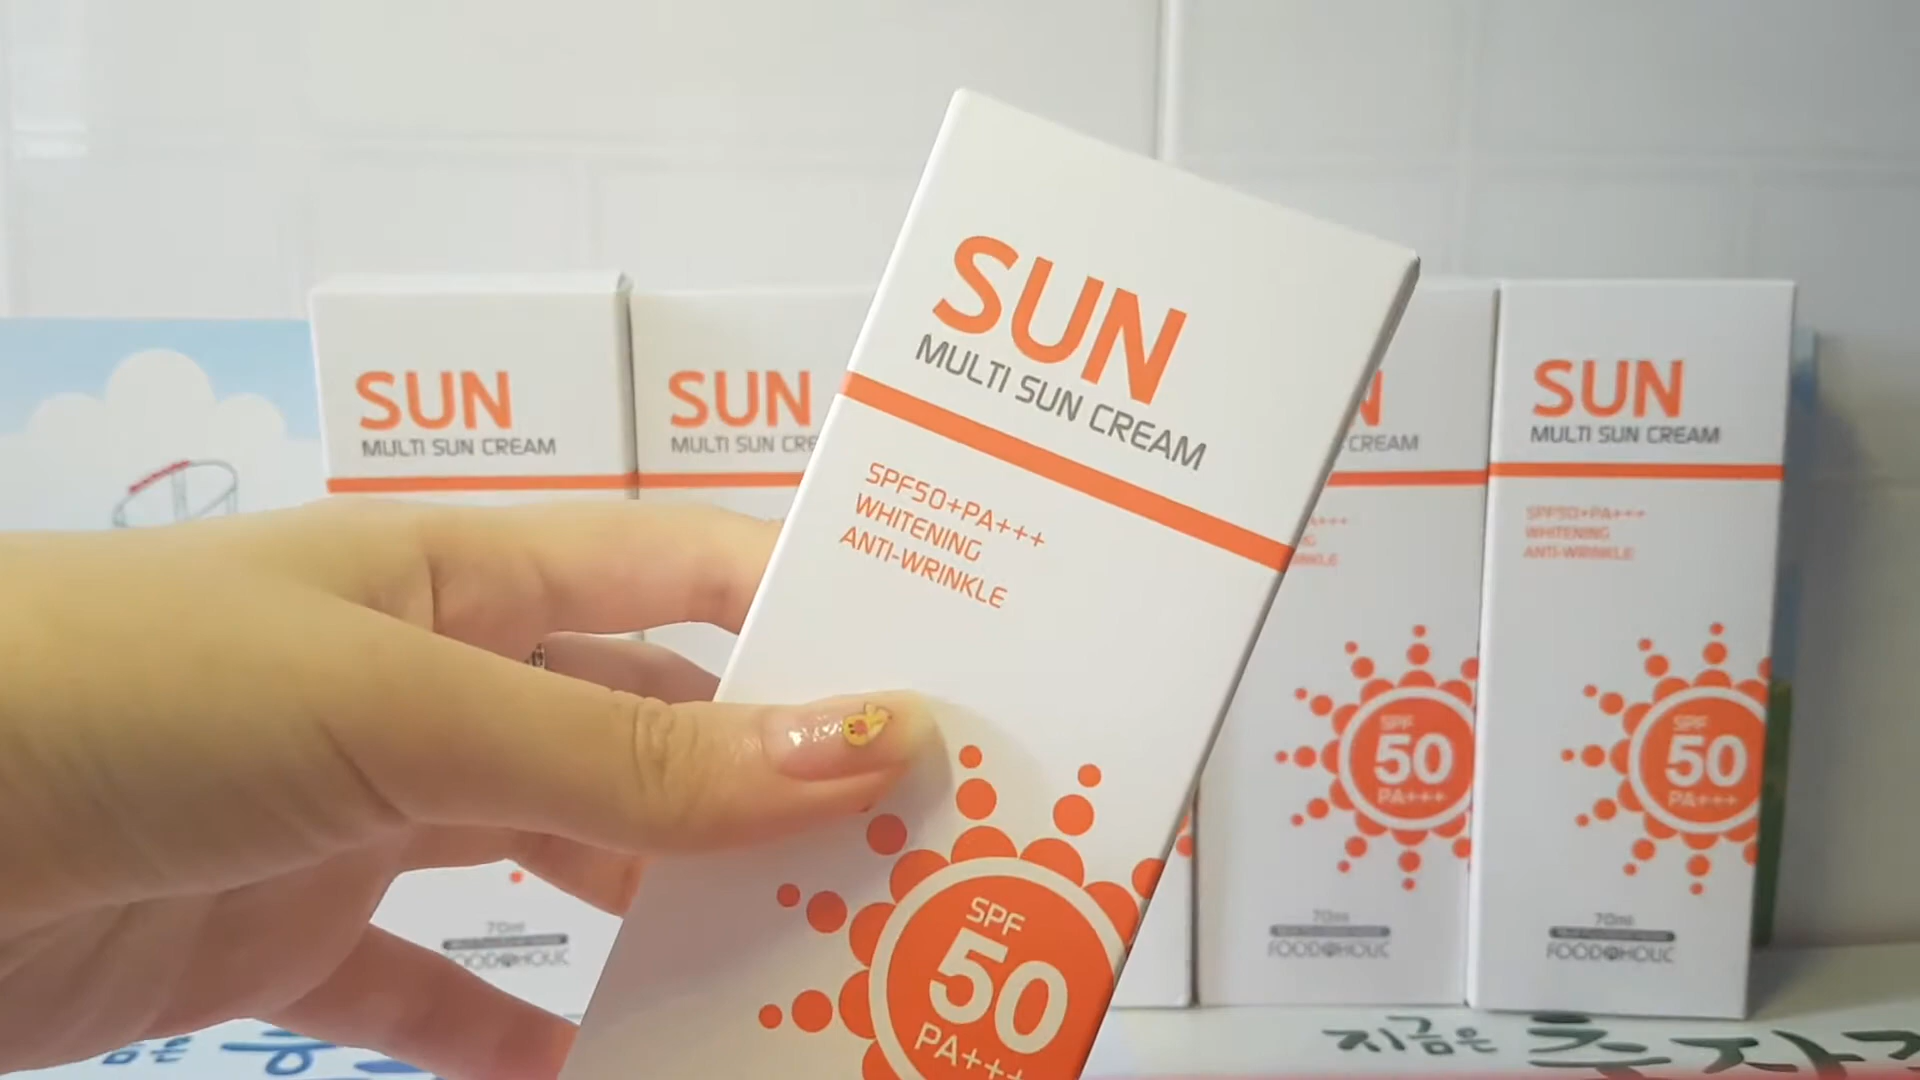 SUN
MULTI SUN CREAM
SPF50+PA+++
WHITENING
ANTI-WRINKLE
SPF
50
PA+++
SUN
MULTI SUN CREAM
70ml
SUN
MULTI SUN CRE
CREAM
SPF
50
PA+++
70ml
FOODAHOLIC
SUN
MULTI SUN CREAM
SPF50+PA+++
WHITENING
ANTI-WRINKLE
SPF
50
PA+++
70ml
FOODAHOLIC
지금은